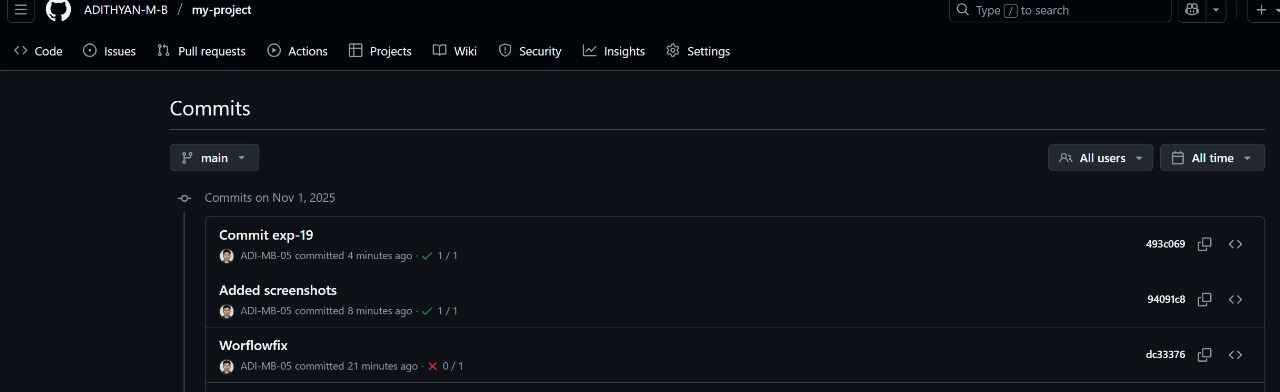 ADITHYAN-M-B / my-project
Type / to search
Code Issues Pull requests Actions Projects Wiki Security Insights Settings
Commits
main All users All time
Commits on Nov 1, 2025
Commit exp-19
ADI-MB-05 committed 4 minutes ago · 1 / 1
493c069
Added screenshots
ADI-MB-05 committed 8 minutes ago · 1 / 1
94091c8
Worflowfix
ADI-MB-05 committed 21 minutes ago · 0 / 1
dc33376